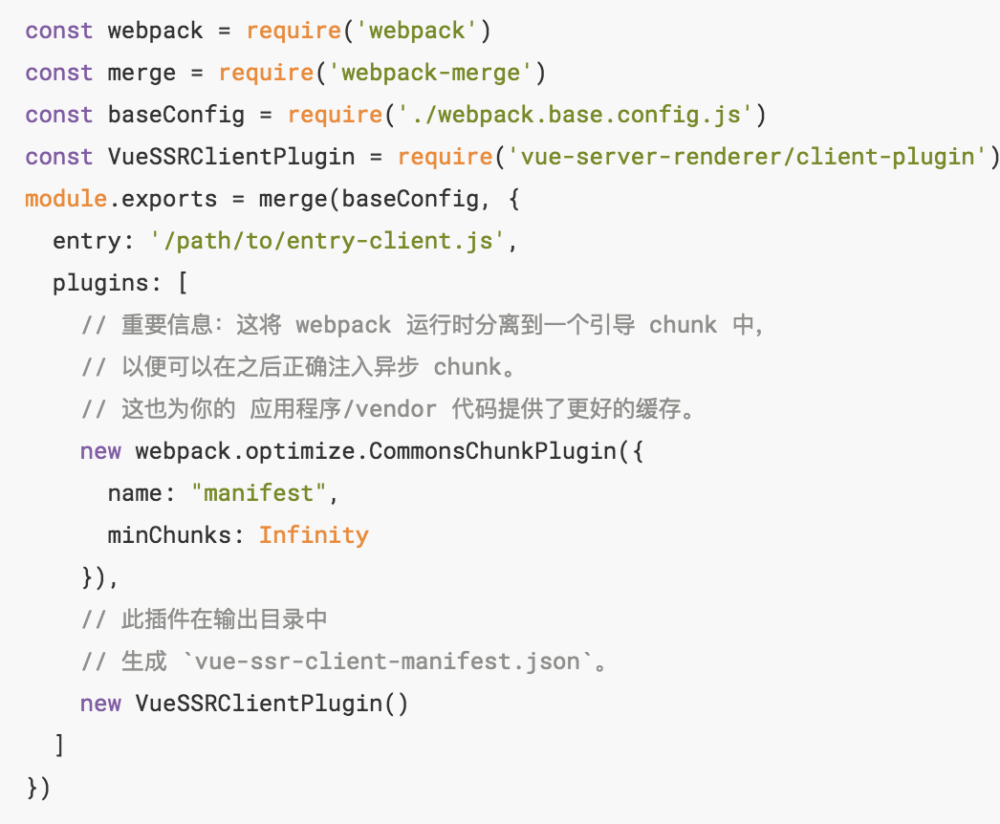 const webpack = require('webpack')
const merge = require('webpack-merge')
const baseConfig = require('./webpack.base.config.js')
const VueSSRClientPlugin = require('vue-server-renderer/client-plugin')
module.exports = merge(baseConfig, {
  entry: '/path/to/entry-client.js',
  plugins: [
    // 重要信息：这将 webpack 运行时分离到一个引导 chunk 中，
    // 以便可以在之后正确注入异步 chunk。
    // 这也为你的 应用程序/vendor 代码提供了更好的缓存。
    new webpack.optimize.CommonsChunkPlugin({
      name: "manifest",
      minChunks: Infinity
    }),
    // 此插件在输出目录中
    // 生成 `vue-ssr-client-manifest.json`。
    new VueSSRClientPlugin()
  ]
})